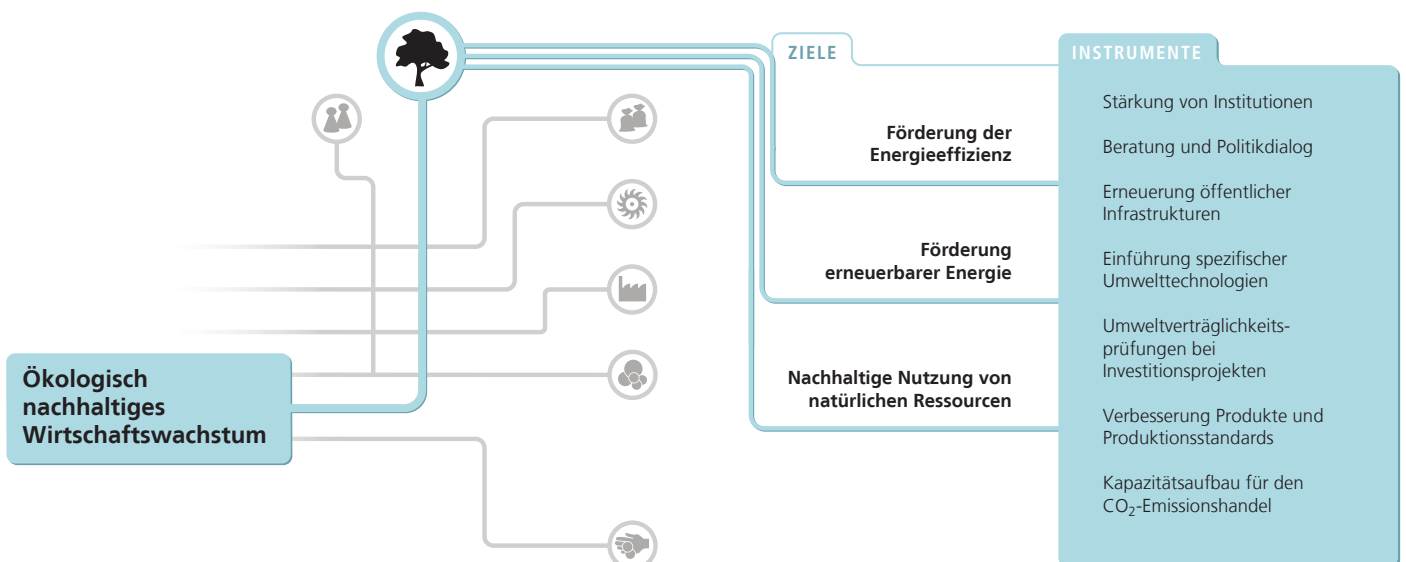 Ökologisch
nachhaltiges
Wirtschaftswachstum
ZIELE
Förderung der
Energieeffizienz
Förderung
erneuerbarer Energie
Nachhaltige Nutzung von
natürlichen Ressourcen
INSTRUMENTE
Stärkung von Institutionen
Beratung und Politikdialog
Erneuerung öffentlicher
Infrastrukturen
Einführung spezifischer
Umwelttechnologien
Umweltverträglichkeits-
prüfungen bei
Investitionsprojekten
Verbesserung Produkte und
Produktionsstandards
Kapazitätsaufbau für den
CO₂-Emissionshandel